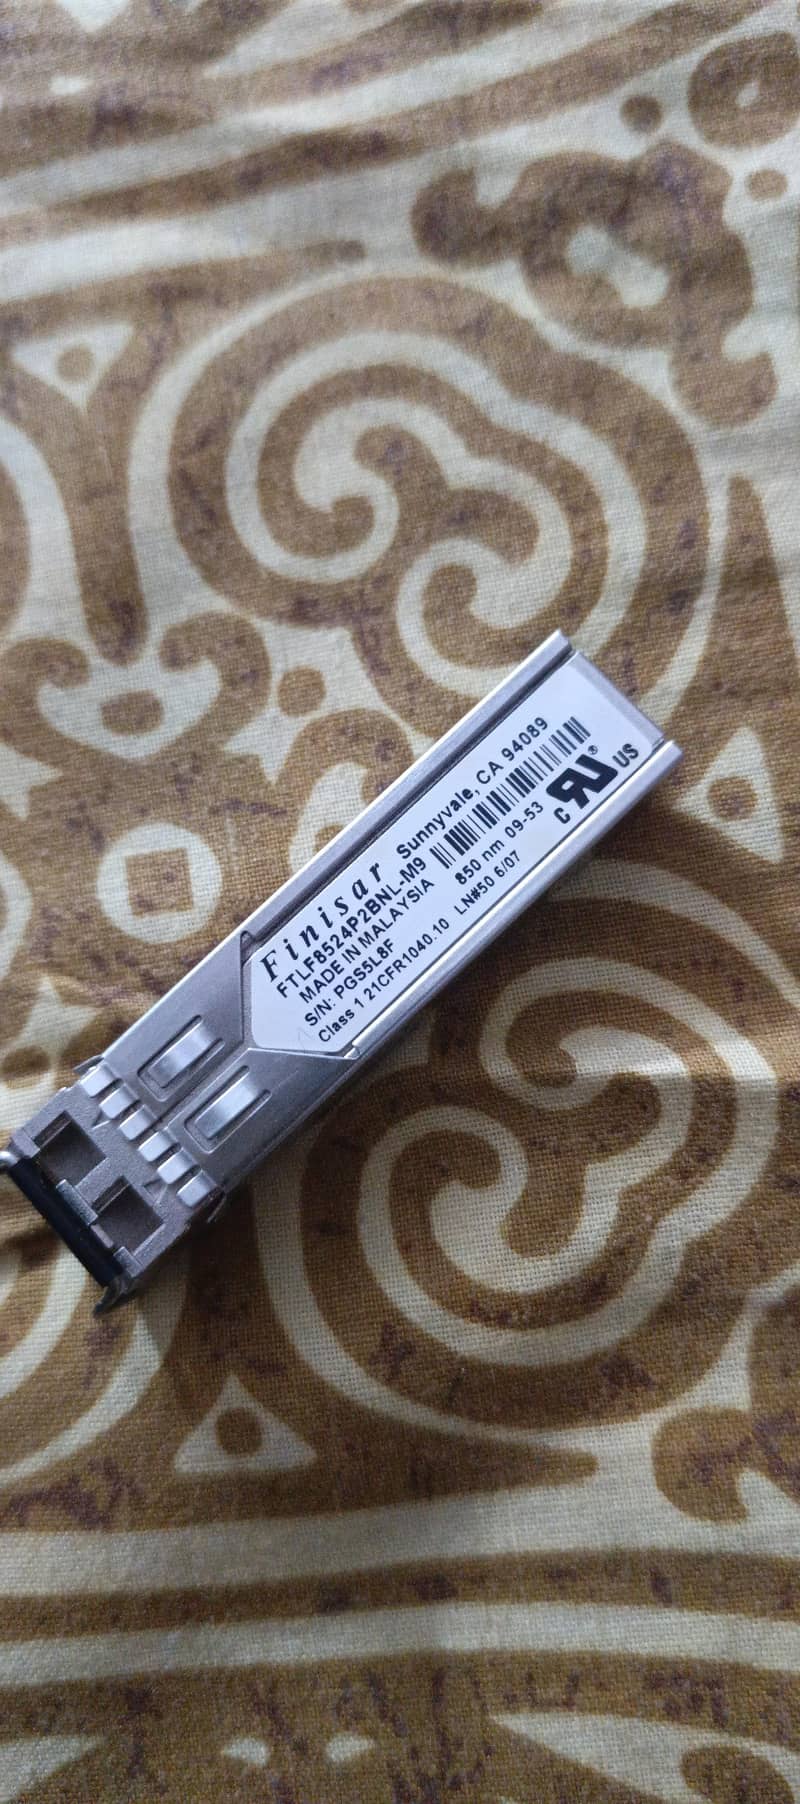 Finisar Sunnyvale, CA 94089
FTLF8524P2BNL-M9
MADE IN MALAYSIA 850 nm 09-53
S/N: PGS5L8F
Class 1 21CFR1040.10 LN#50 6/07
C RU ® US